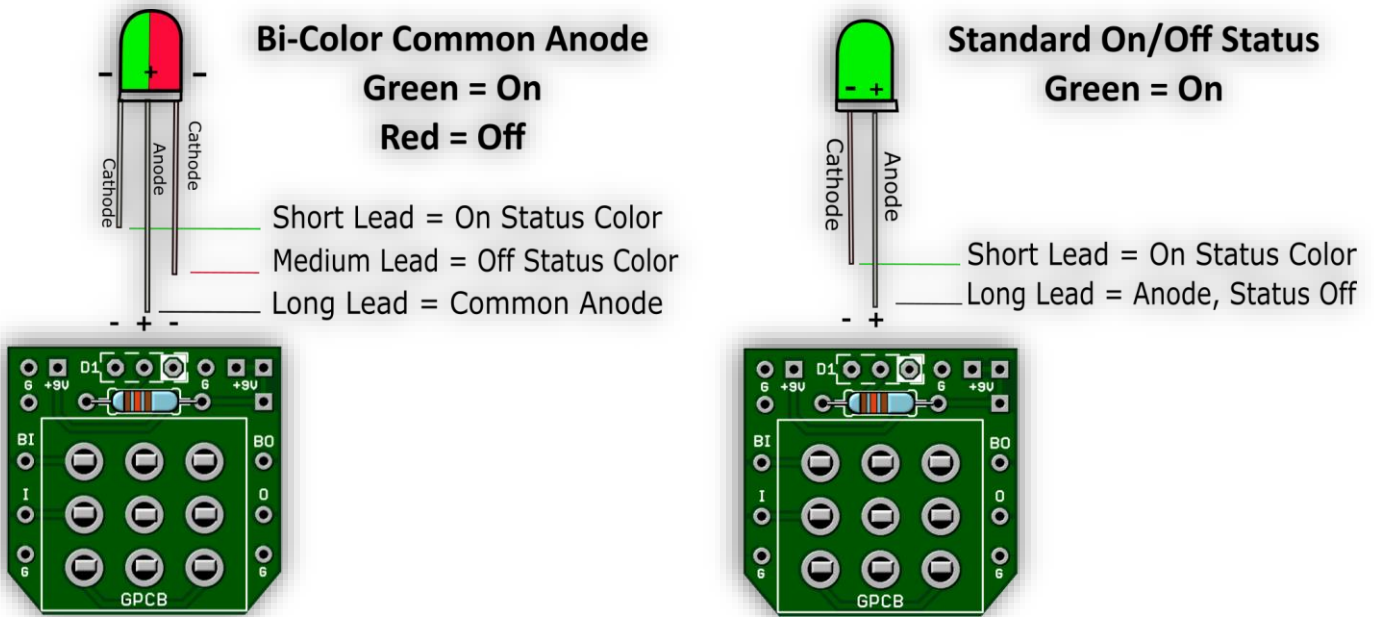 Bi-Color Common Anode
Green = On
Red = Off
- + -
Cathode
Anode
Cathode
Short Lead = On Status Color
Medium Lead = Off Status Color
Long Lead = Common Anode
- + -
D1
G +9V G +9V
BI BO
I O
G G
GPCB
Standard On/Off Status
Green = On
- +
Cathode
Anode
Short Lead = On Status Color
Long Lead = Anode, Status Off
- +
D1
G +9V G +9V
BI BO
I O
G G
GPCB